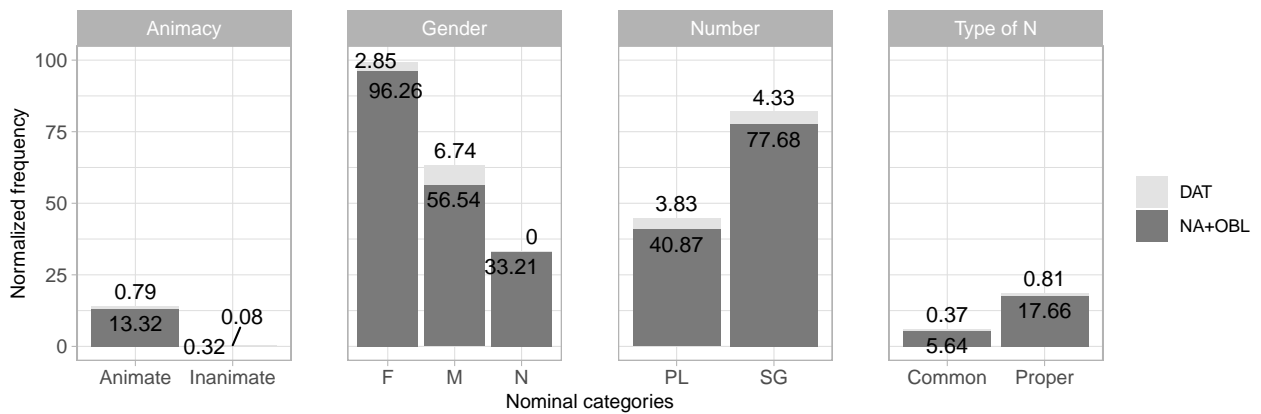 Animacy Gender Number Type of N
Normalized frequency
100
75
50
25
0
0.79
13.32
0.08
0.32
Animate Inanimate
2.85
96.26
6.74
56.54
0
33.21
F M N
3.83
40.87
4.33
77.68
PL SG
0.37
5.64
0.81
17.66
Common Proper
Nominal categories
DAT
NA+OBL